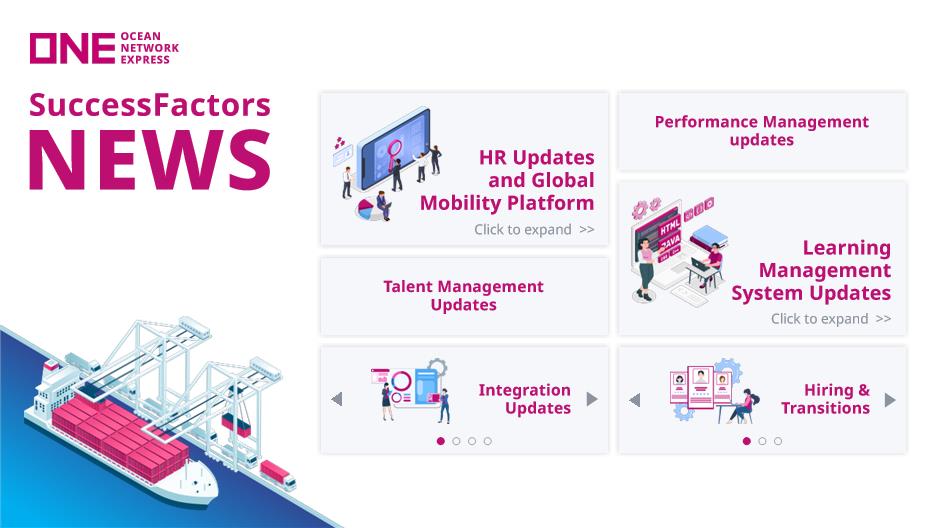 ONE OCEAN
NETWORK
EXPRESS
SuccessFactors
NEWS
HR Updates
and Global
Mobility Platform
Click to expand >>
Performance Management
updates
HTML
JAVA
Learning
Management
System Updates
Click to expand >>
Talent Management
Updates
Integration
Updates
Hiring &
Transitions